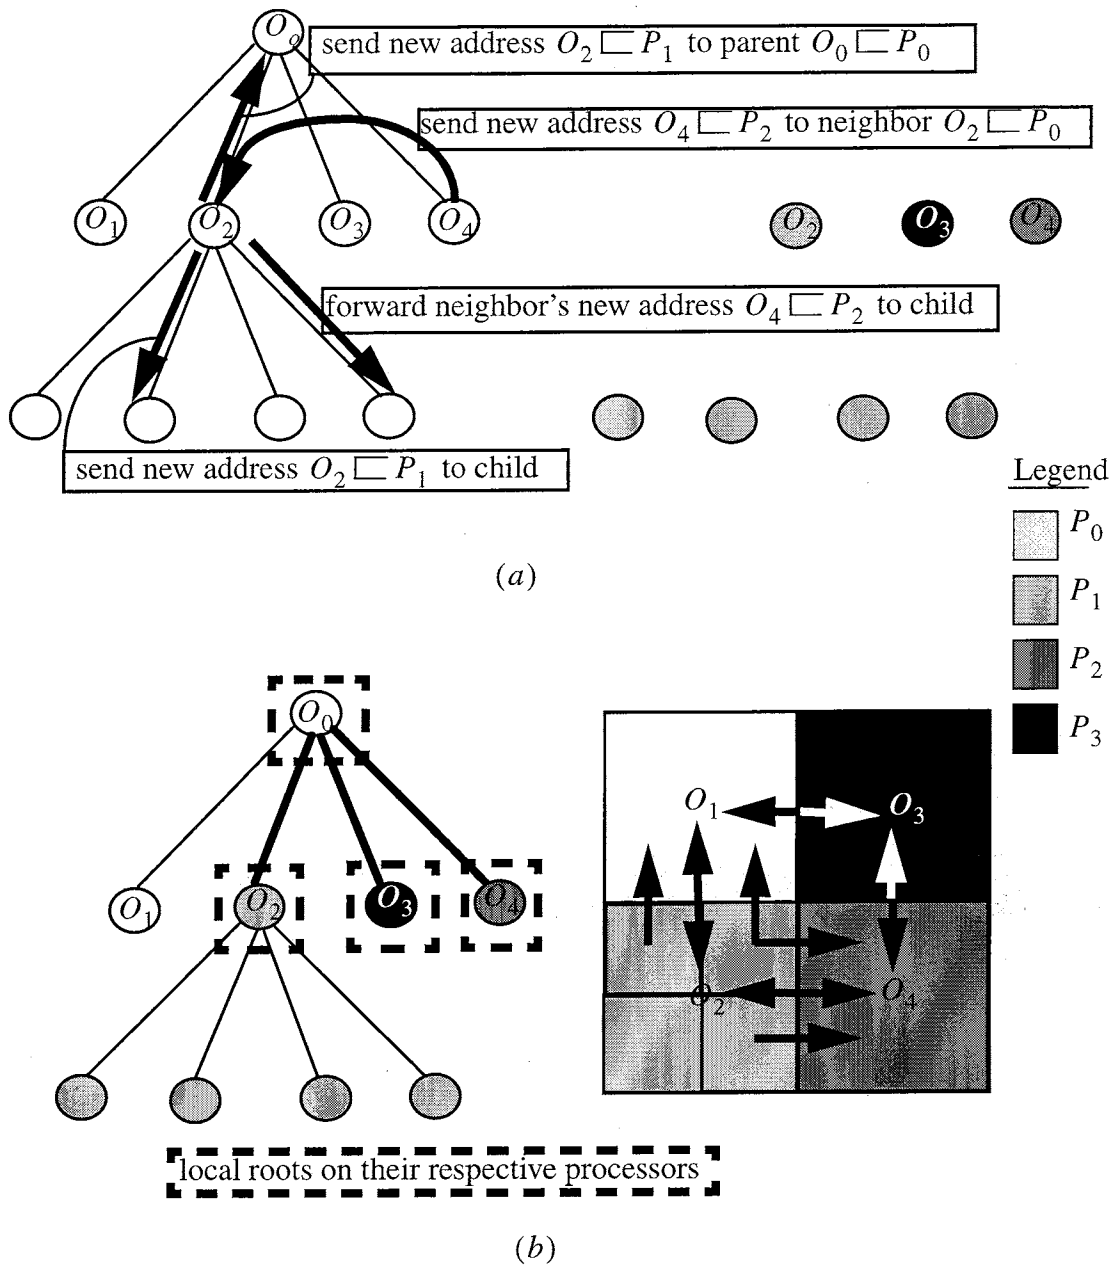 O₀
send new address O₂ ⊏ P₁ to parent O₀ ⊏ P₀
send new address O₄ ⊏ P₂ to neighbor O₂ ⊏ P₀
O₁ O₂ O₃ O₄ O₂ O₃ O₄
forward neighbor's new address O₄ ⊏ P₂ to child
send new address O₂ ⊏ P₁ to child
Legend
P₀
P₁
P₂
P₃
(a)
O₀
O₁ O₂ O₃ O₄
O₁ O₃
O₂ O₄
local roots on their respective processors
(b)